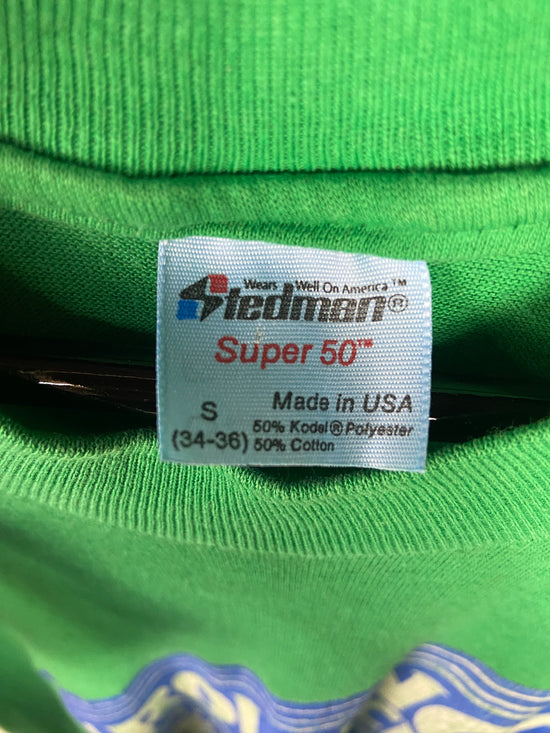 Wears Well On America™
Stedman®
Super 50™
S Made in USA
50% Kodel® Polyester
(34-36) 50% Cotton